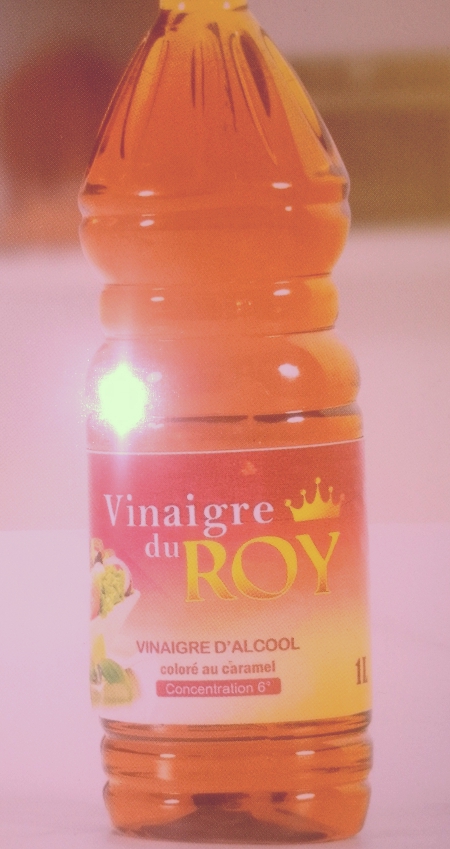 Vinaigre
du ROY
VINAIGRE D'ALCOOL
coloré au caramel
Concentration 6°
1L